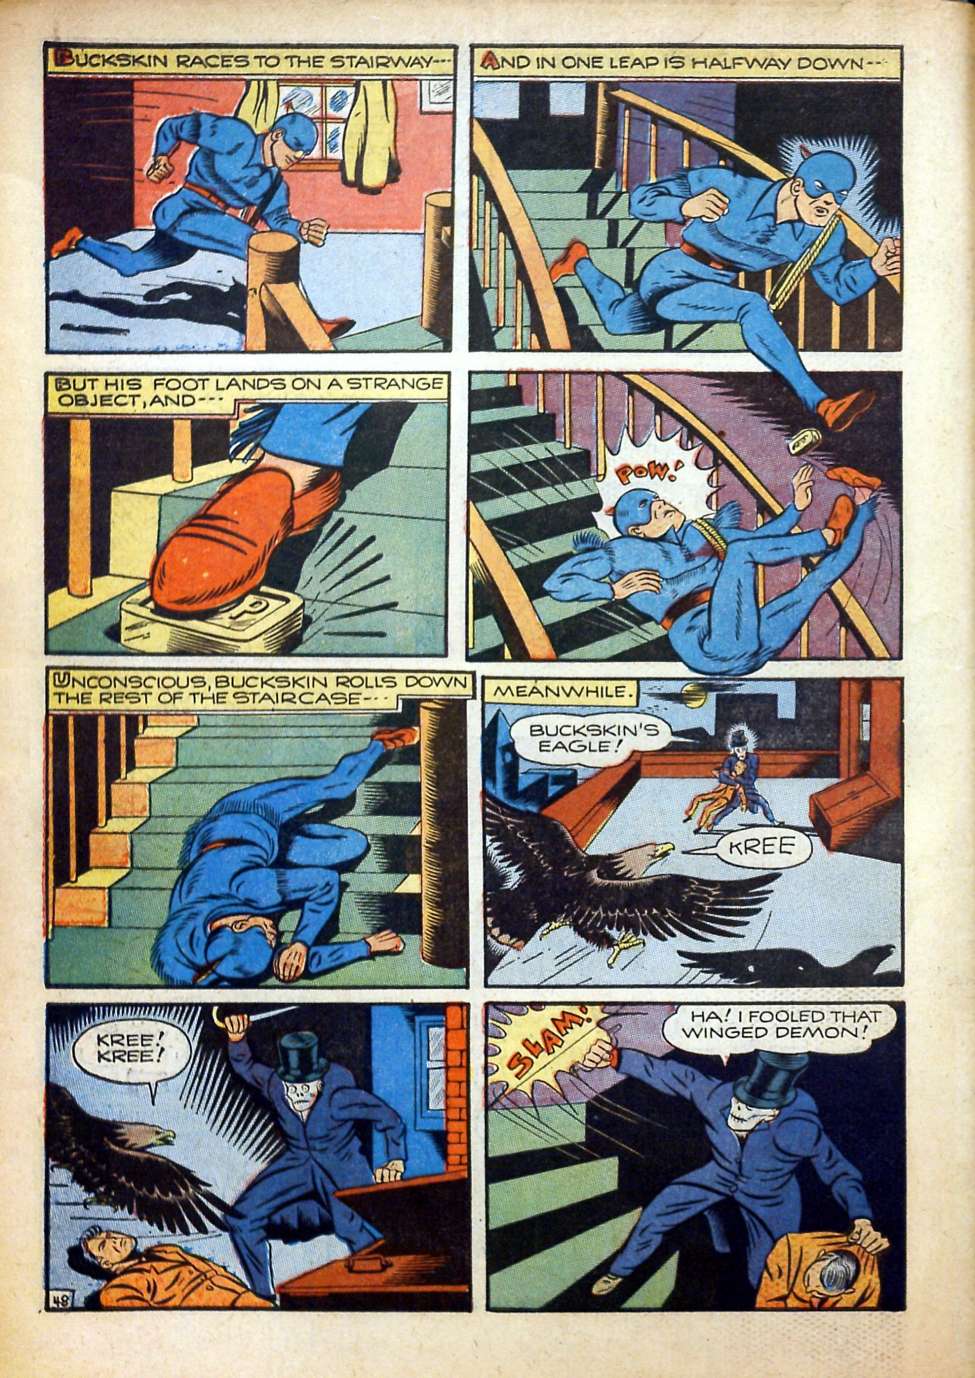 BUCKSKIN RACES TO THE STAIRWAY---
AND IN ONE LEAP IS HALFWAY DOWN---
BUT HIS FOOT LANDS ON A STRANGE
OBJECT, AND---
POW!
UNCONSCIOUS, BUCKSKIN ROLLS DOWN
THE REST OF THE STAIRCASE---
MEANWHILE.
BUCKSKIN'S
EAGLE!
KREE
KREE!
KREE!
48
SLAM!
HA! I FOOLED THAT
WINGED DEMON!